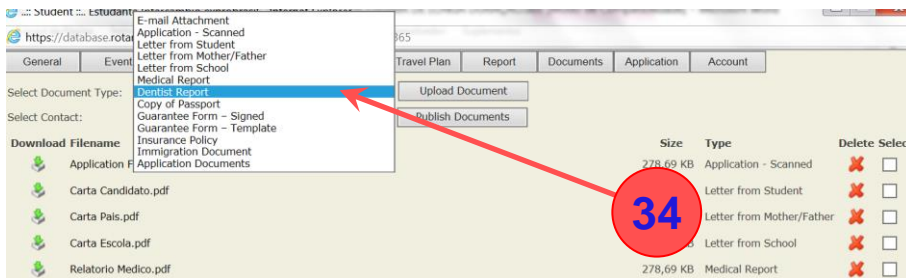 ..:: Student ::.. Estudante
https://database.rotar
365
General
Event
Travel Plan
Report
Documents
Application
Account
E-mail Attachment
Application - Scanned
Letter from Student
Letter from Mother/Father
Letter from School
Medical Report
Dentist Report
Copy of Passport
Guarantee Form – Signed
Guarantee Form – Template
Insurance Policy
Immigration Document
Application Documents
Select Document Type:
Upload Document
Select Contact:
Publish Documents
Download Filename Size Type Delete Selec
Application F 278,69 KB Application - Scanned
Carta Candidato.pdf Letter from Student
Carta Pais.pdf Letter from Mother/Father
34
Carta Escola.pdf Letter from School
Relatorio Medico.pdf 278,69 KB Medical Report